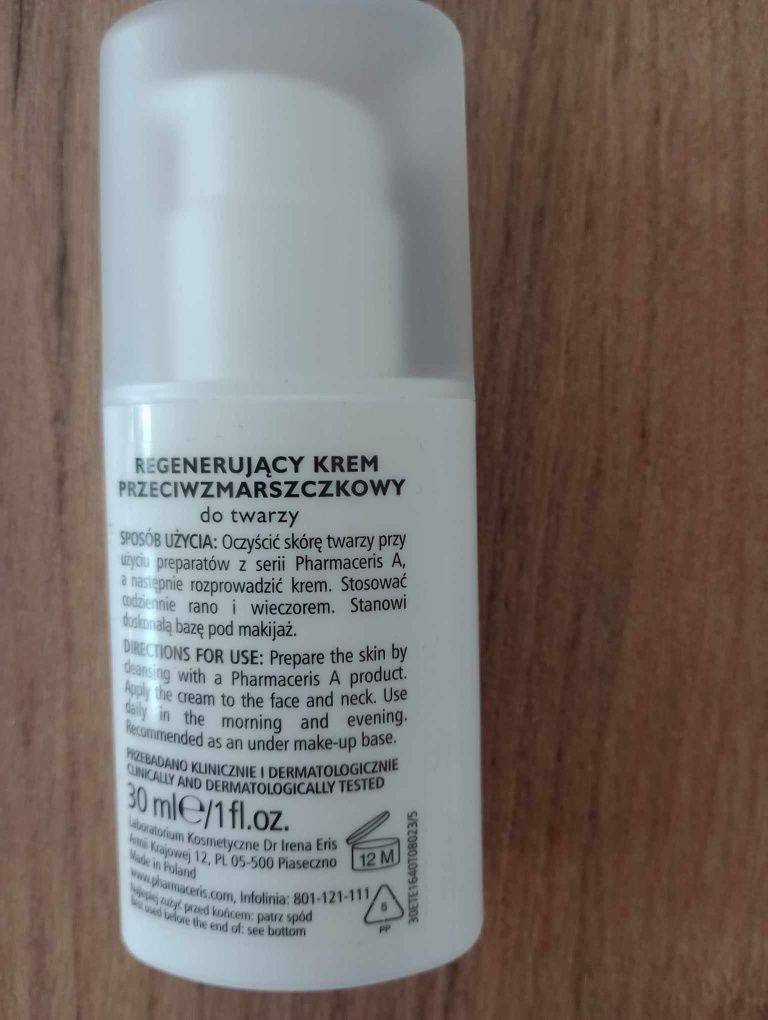 REGENERUJĄCY KREM
PRZECIWZMARSZCZKOWY
do twarzy
SPOSÓB UŻYCIA: Oczyścić skórę twarzy przy
użyciu preparatów z serii Pharmaceris A,
a następnie rozprowadzić krem. Stosować
codziennie rano i wieczorem. Stanowi
doskonałą bazę pod makijaż.
DIRECTIONS FOR USE: Prepare the skin by
cleansing with a Pharmaceris A product.
Apply the cream to the face and neck. Use
daily in the morning and evening.
Recommended as an under make-up base.
PRZEBADANO KLINICZNIE I DERMATOLOGICZNIE
CLINICALLY AND DERMATOLOGICALLY TESTED
30 ml℮/1fl.oz.
Laboratorium Kosmetyczne Dr Irena Eris
Armii Krajowej 12, PL 05-500 Piaseczno
Made in Poland
www.pharmaceris.com, Infolinia: 801-121-111
Najlepiej zużyć przed końcem: patrz spód
Best used before the end of: see bottom
12 M
5
PP
30ETE1640T08023/5